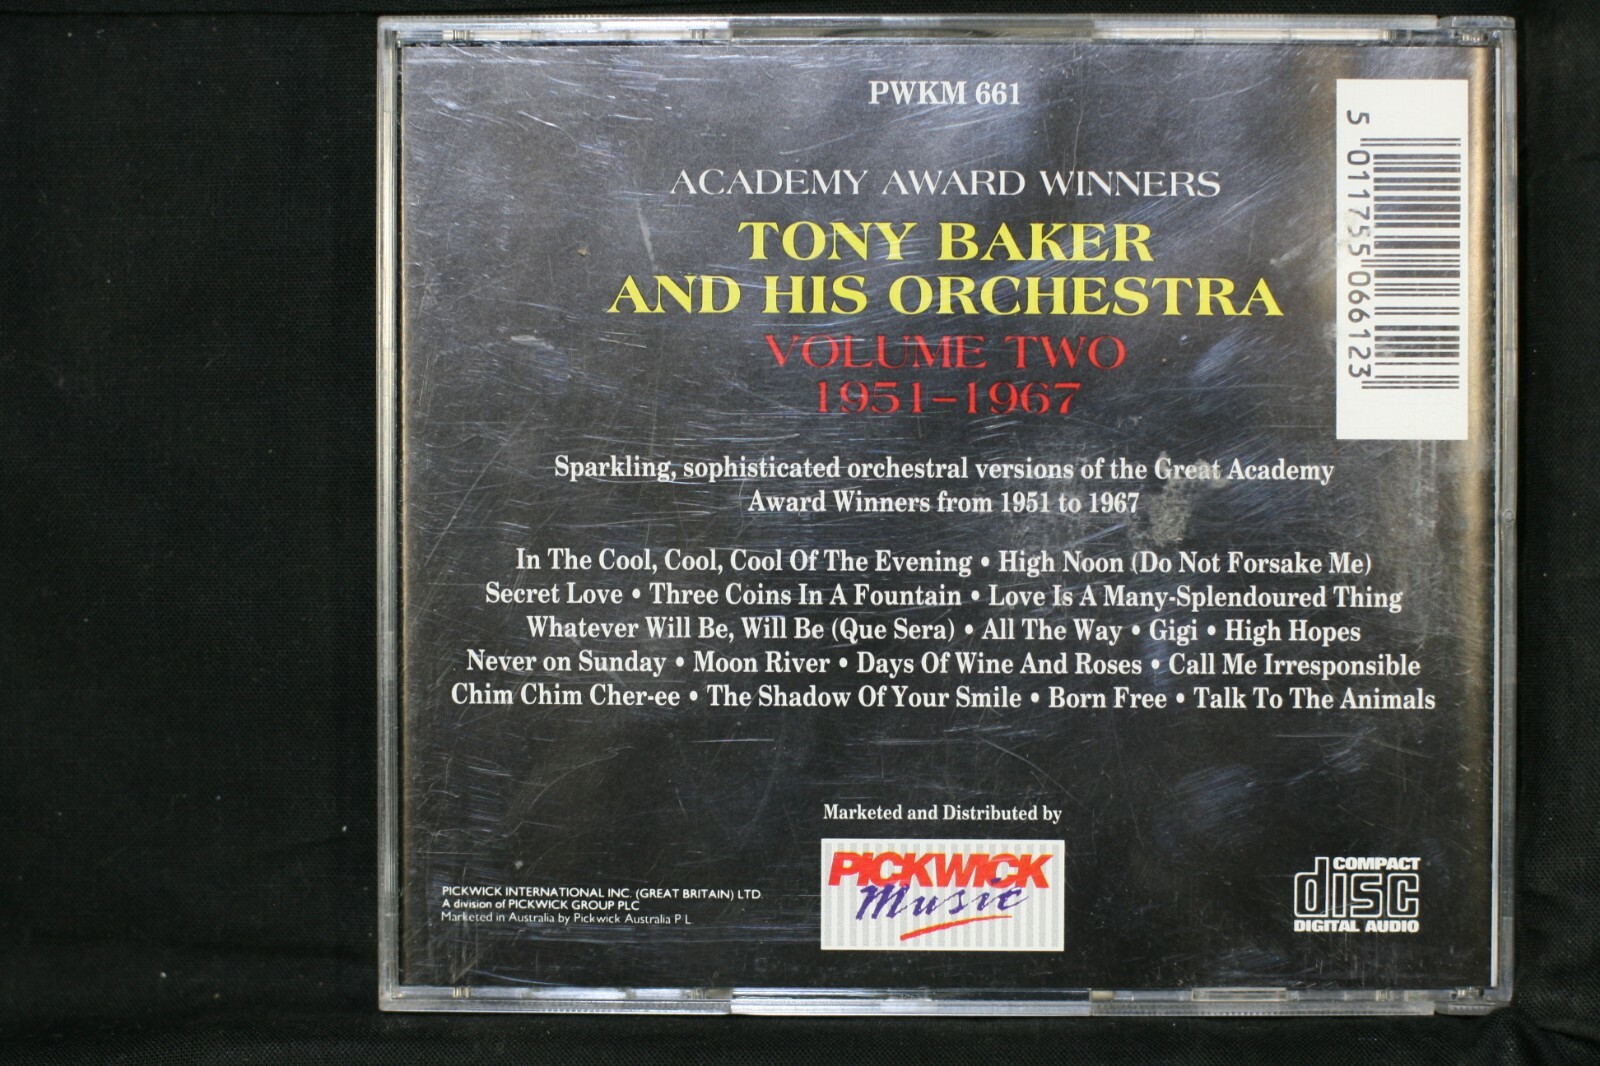 PWKM 661
5 011755 066123
ACADEMY AWARD WINNERS
TONY BAKER
AND HIS ORCHESTRA
VOLUME TWO
1951-1967
Sparkling, sophisticated orchestral versions of the Great Academy
Award Winners from 1951 to 1967
In The Cool, Cool, Cool Of The Evening • High Noon (Do Not Forsake Me)
Secret Love • Three Coins In A Fountain • Love Is A Many-Splendoured Thing
Whatever Will Be, Will Be (Que Sera) • All The Way • Gigi • High Hopes
Never on Sunday • Moon River • Days Of Wine And Roses • Call Me Irresponsible
Chim Chim Cher-ee • The Shadow Of Your Smile • Born Free • Talk To The Animals
Marketed and Distributed by
PICKWICK
Music
PICKWICK INTERNATIONAL INC. (GREAT BRITAIN) LTD.
A division of PICKWICK GROUP PLC
Marketed in Australia by Pickwick Australia P L
COMPACT
disc
DIGITAL AUDIO